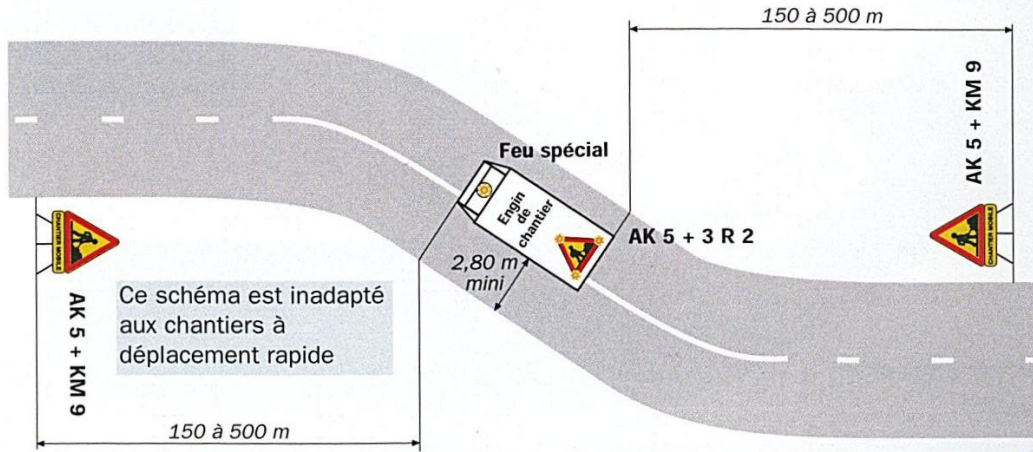 150 à 500 m
AK 5 + KM 9
CHANTIER MOBILE
Feu spécial
Engin
de
chantier
AK 5 + 3 R 2
2,80 m
mini
CHANTIER MOBILE
AK 5 + KM 9
Ce schéma est inadapté
aux chantiers à
déplacement rapide
150 à 500 m